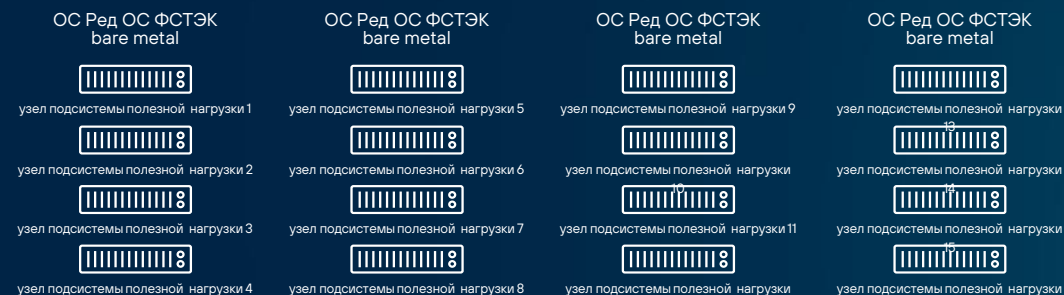 ОС Ред ОС ФСТЭК
bare metal
узел подсистемы полезной нагрузки 1
узел подсистемы полезной нагрузки 2
узел подсистемы полезной нагрузки 3
узел подсистемы полезной нагрузки 4
ОС Ред ОС ФСТЭК
bare metal
узел подсистемы полезной нагрузки 5
узел подсистемы полезной нагрузки 6
узел подсистемы полезной нагрузки 7
узел подсистемы полезной нагрузки 8
ОС Ред ОС ФСТЭК
bare metal
узел подсистемы полезной нагрузки 9
узел подсистемы полезной нагрузки
10
узел подсистемы полезной нагрузки 11
узел подсистемы полезной нагрузки
ОС Ред ОС ФСТЭК
bare metal
узел подсистемы полезной нагрузки
13
узел подсистемы полезной нагрузки
14
узел подсистемы полезной нагрузки
15
узел подсистемы полезной нагрузки